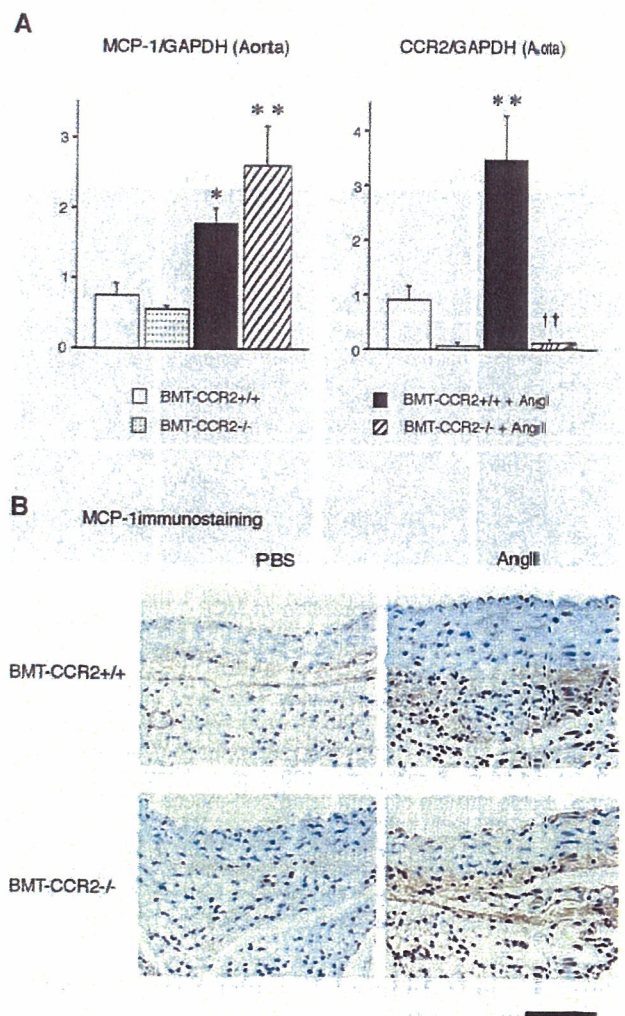 A
MCP-1/GAPDH (Aorta)
CCR2/GAPDH (Aorta)
3
2
1
0
*
**
4
3
2
1
0
**
††
BMT-CCR2+/+
BMT-CCR2-/-
BMT-CCR2+/+ + AngII
BMT-CCR2-/- + AngII
B
MCP-1immunostaining
PBS
AngII
BMT-CCR2+/+
BMT-CCR2-/-